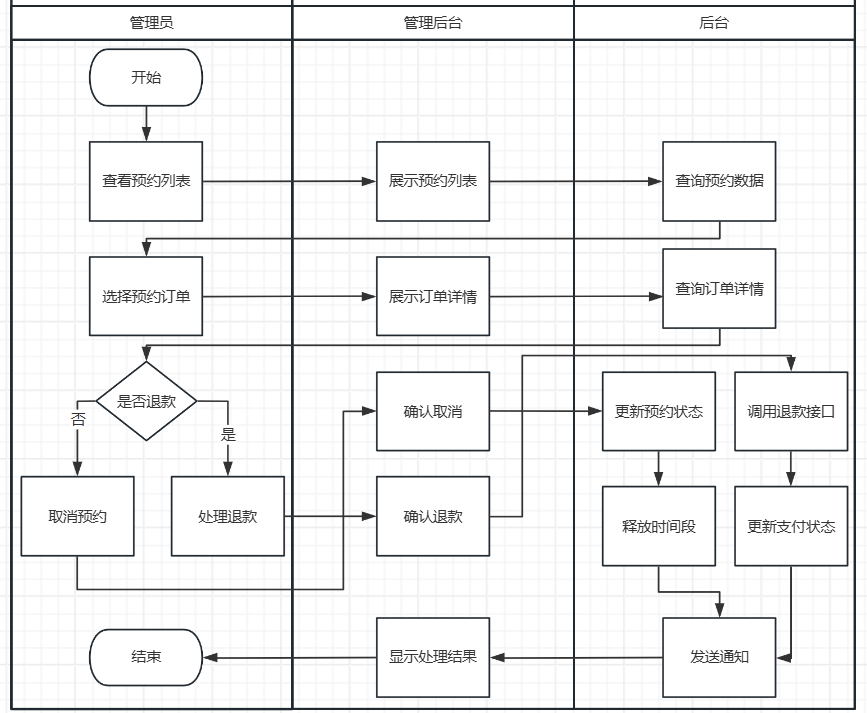 管理员
管理后台
后台
开始
查看预约列表
展示预约列表
查询预约数据
选择预约订单
展示订单详情
查询订单详情
是否退款
否
是
确认取消
更新预约状态
调用退款接口
取消预约
处理退款
确认退款
释放时间段
更新支付状态
结束
显示处理结果
发送通知